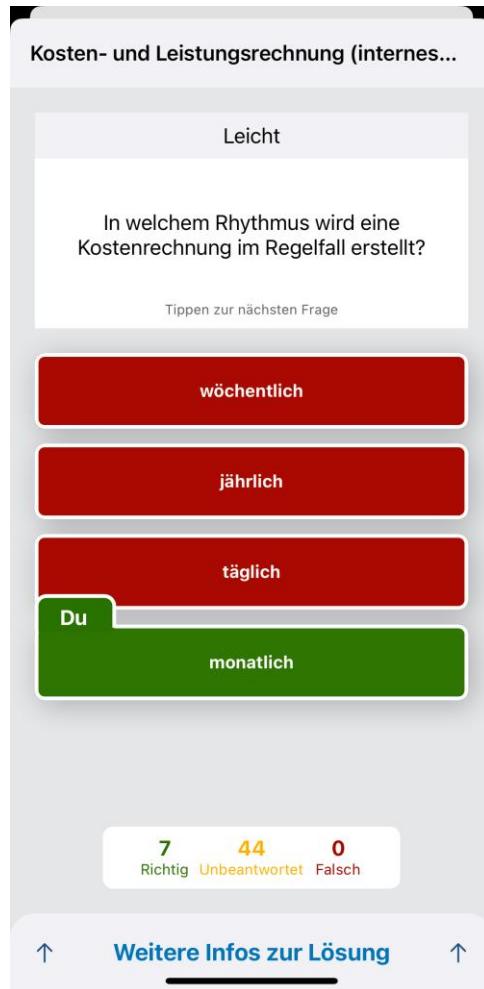 Kosten- und Leistungsrechnung (internes...
Leicht
In welchem Rhythmus wird eine
Kostenrechnung im Regelfall erstellt?
Tippen zur nächsten Frage
wöchentlich
jährlich
täglich
Du
monatlich
7 44 0
Richtig Unbeantwortet Falsch
↑ Weitere Infos zur Lösung ↑